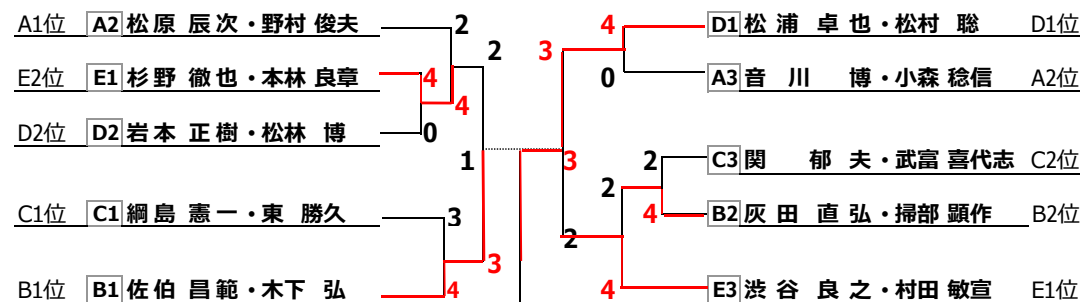 A1位 A2 松原 辰次・野村 俊夫 2
2
E2位 E1 杉野 徹也・本林 良章 4
4
D2位 D2 岩本 正樹・松林 博 0
1
C1位 C1 綱島 憲一・東 勝久 3
3
B1位 B1 佐伯 昌範・木下 弘 4
4 D1 松浦 卓也・松村 聡 D1位
3
0 A3 音川 博・小森 稔信 A2位
3
2 C3 関 郁夫・武富 喜代志 C2位
2
4 B2 灰田 直弘・掃部 顕作 B2位
2
4 E3 渋谷 良之・村田 敏宣 E1位